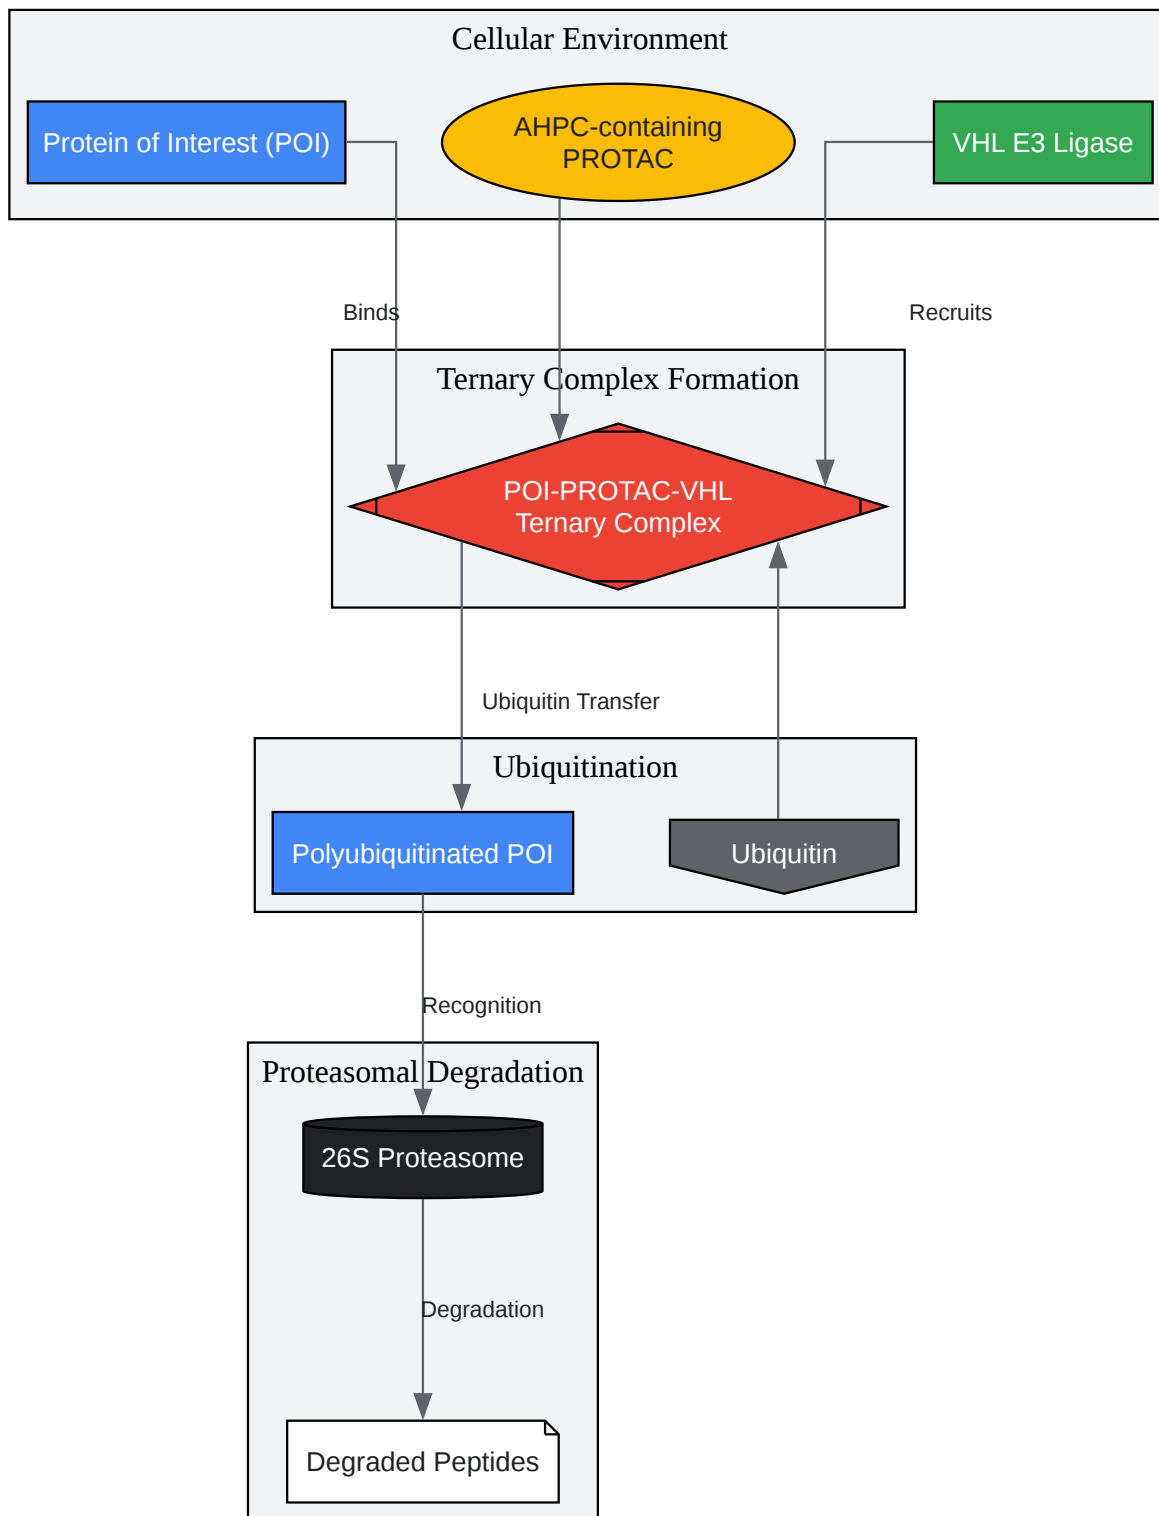 Cellular Environment
Protein of Interest (POI)
AHPC-containing
PROTAC
VHL E3 Ligase
Binds
Recruits
Ternary Complex Formation
POI-PROTAC-VHL
Ternary Complex
Ubiquitin Transfer
Ubiquitination
Polyubiquitinated POI
Ubiquitin
Recognition
Proteasomal Degradation
26S Proteasome
Degradation
Degraded Peptides